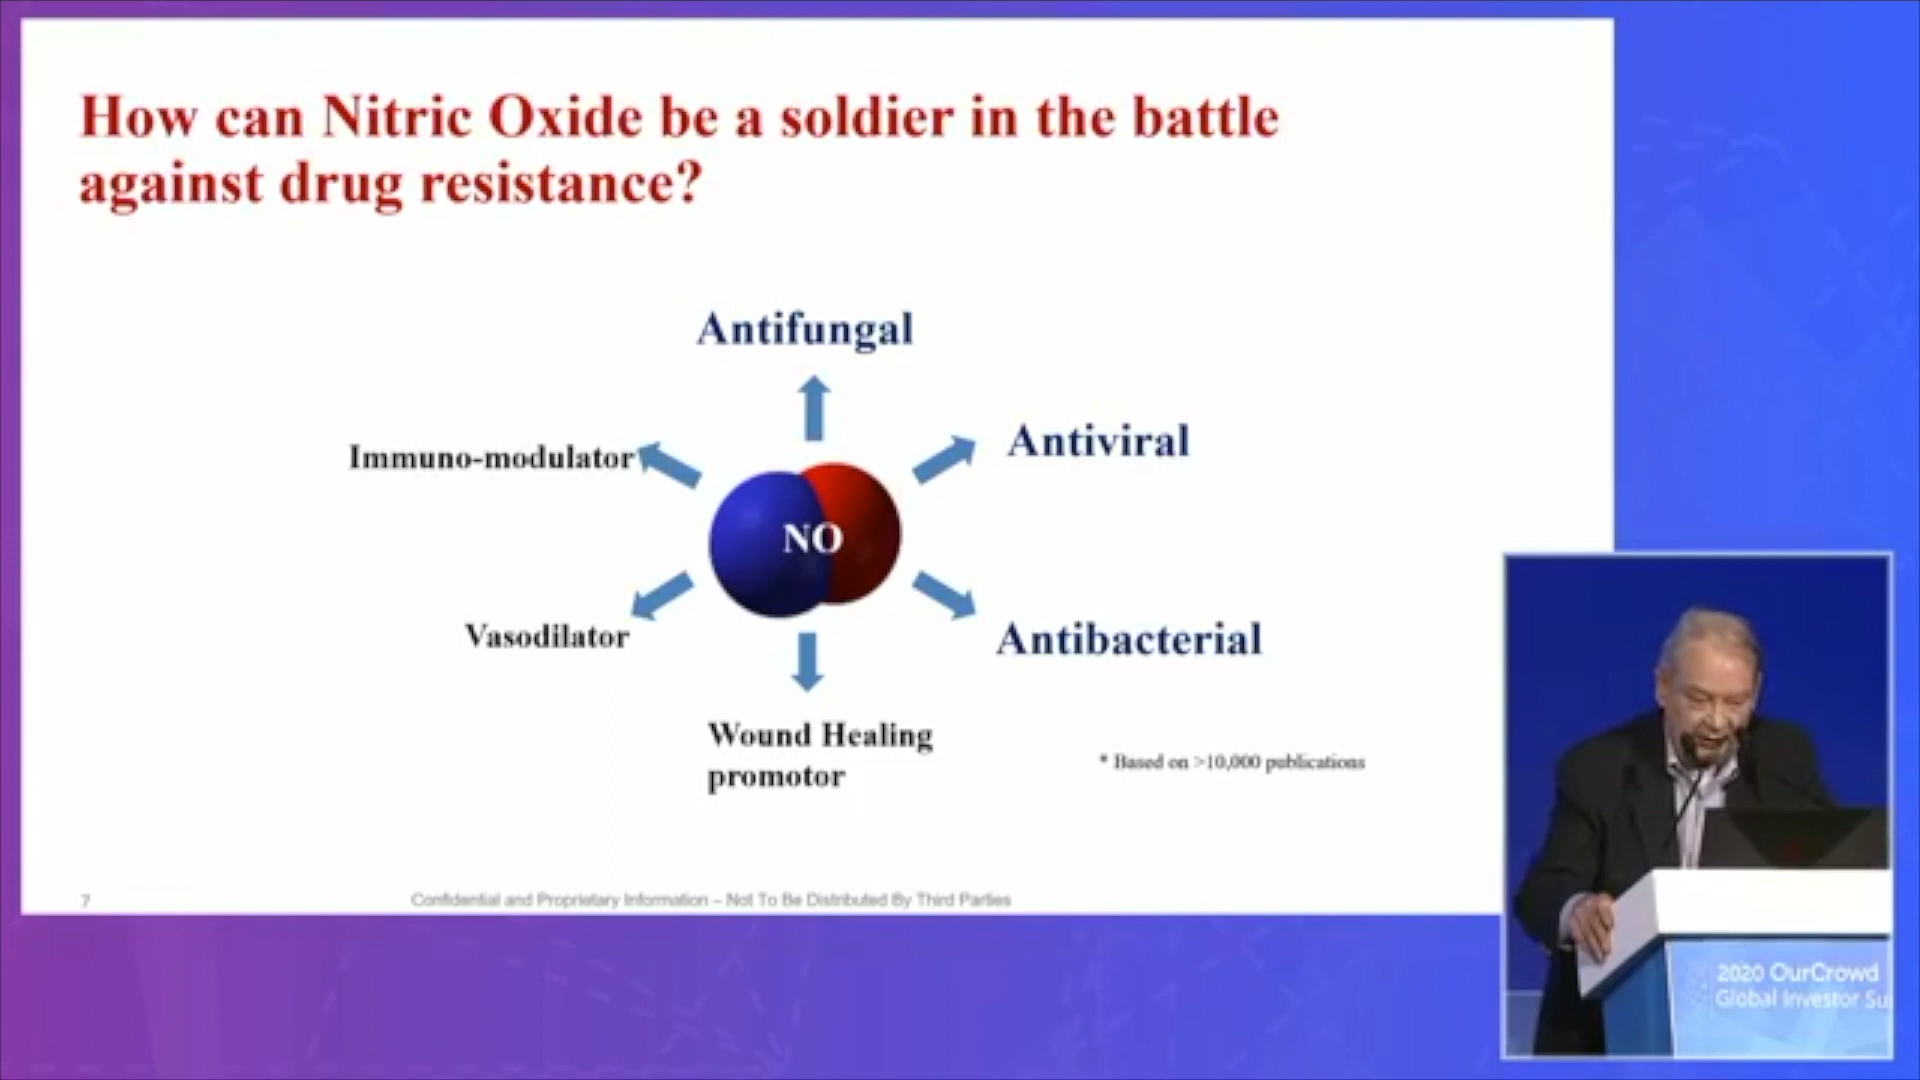 How can Nitric Oxide be a soldier in the battle
against drug resistance?
Antifungal
Immuno-modulator
Antiviral
NO
Vasodilator
Antibacterial
Wound Healing
promotor
* Based on >10,000 publications
7
Confidential and Proprietary Information – Not To Be Distributed By Third Parties
2020 OurCrowd
Global Investor Su